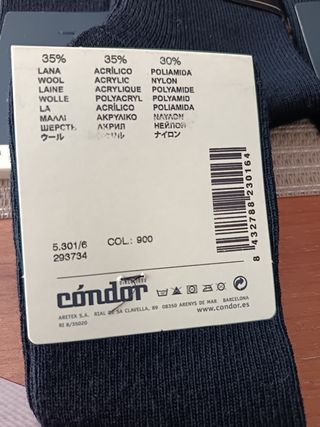 35% 35% 30%
LANA ACRÍLICO POLIAMIDA
WOOL ACRYLIC NYLON
LAINE ACRYLIQUE POLYAMIDE
WOLLE POLYACRYL POLYAMID
LA ACRÍLICO POLIAMIDA
ΜΑΛΛΙ ΑΚΡΥΛΙΚΟ ΝΑΥΛΟΝ
ШЕРСТЬ АКРИЛ НЕЙЛОН
ウール ナイロン
5.301/6 COL.: 900
293734
8 432788 230164
cóndor
ARETEX S.A. RIAL DE SA CLAVELLA, 89 08350 ARENYS DE MAR BARCELONA
RI 8/35020 www.condor.es